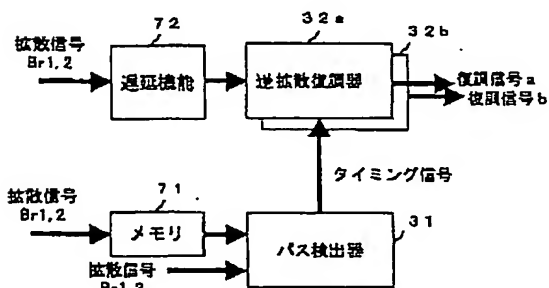 72
32a
32b
拡散信号
Br1,2
遅延機能
逆拡散復調器
復調信号a
復調信号b
タイミング信号
拡散信号
Br1,2
71
メモリ
31
パス検出器
拡散信号
Br1,2